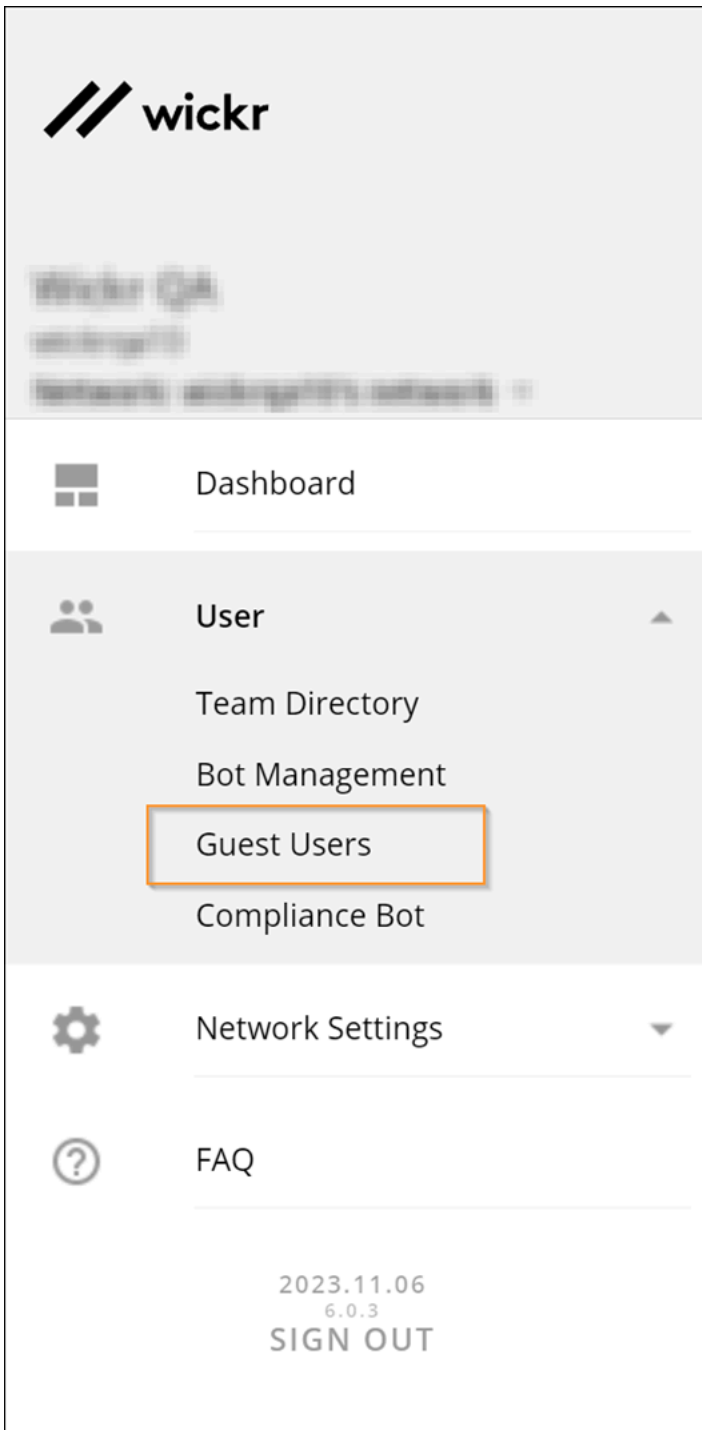 wickr
Dashboard
User
Team Directory
Bot Management
Guest Users
Compliance Bot
Network Settings
FAQ
2023.11.06
6.0.3
SIGN OUT